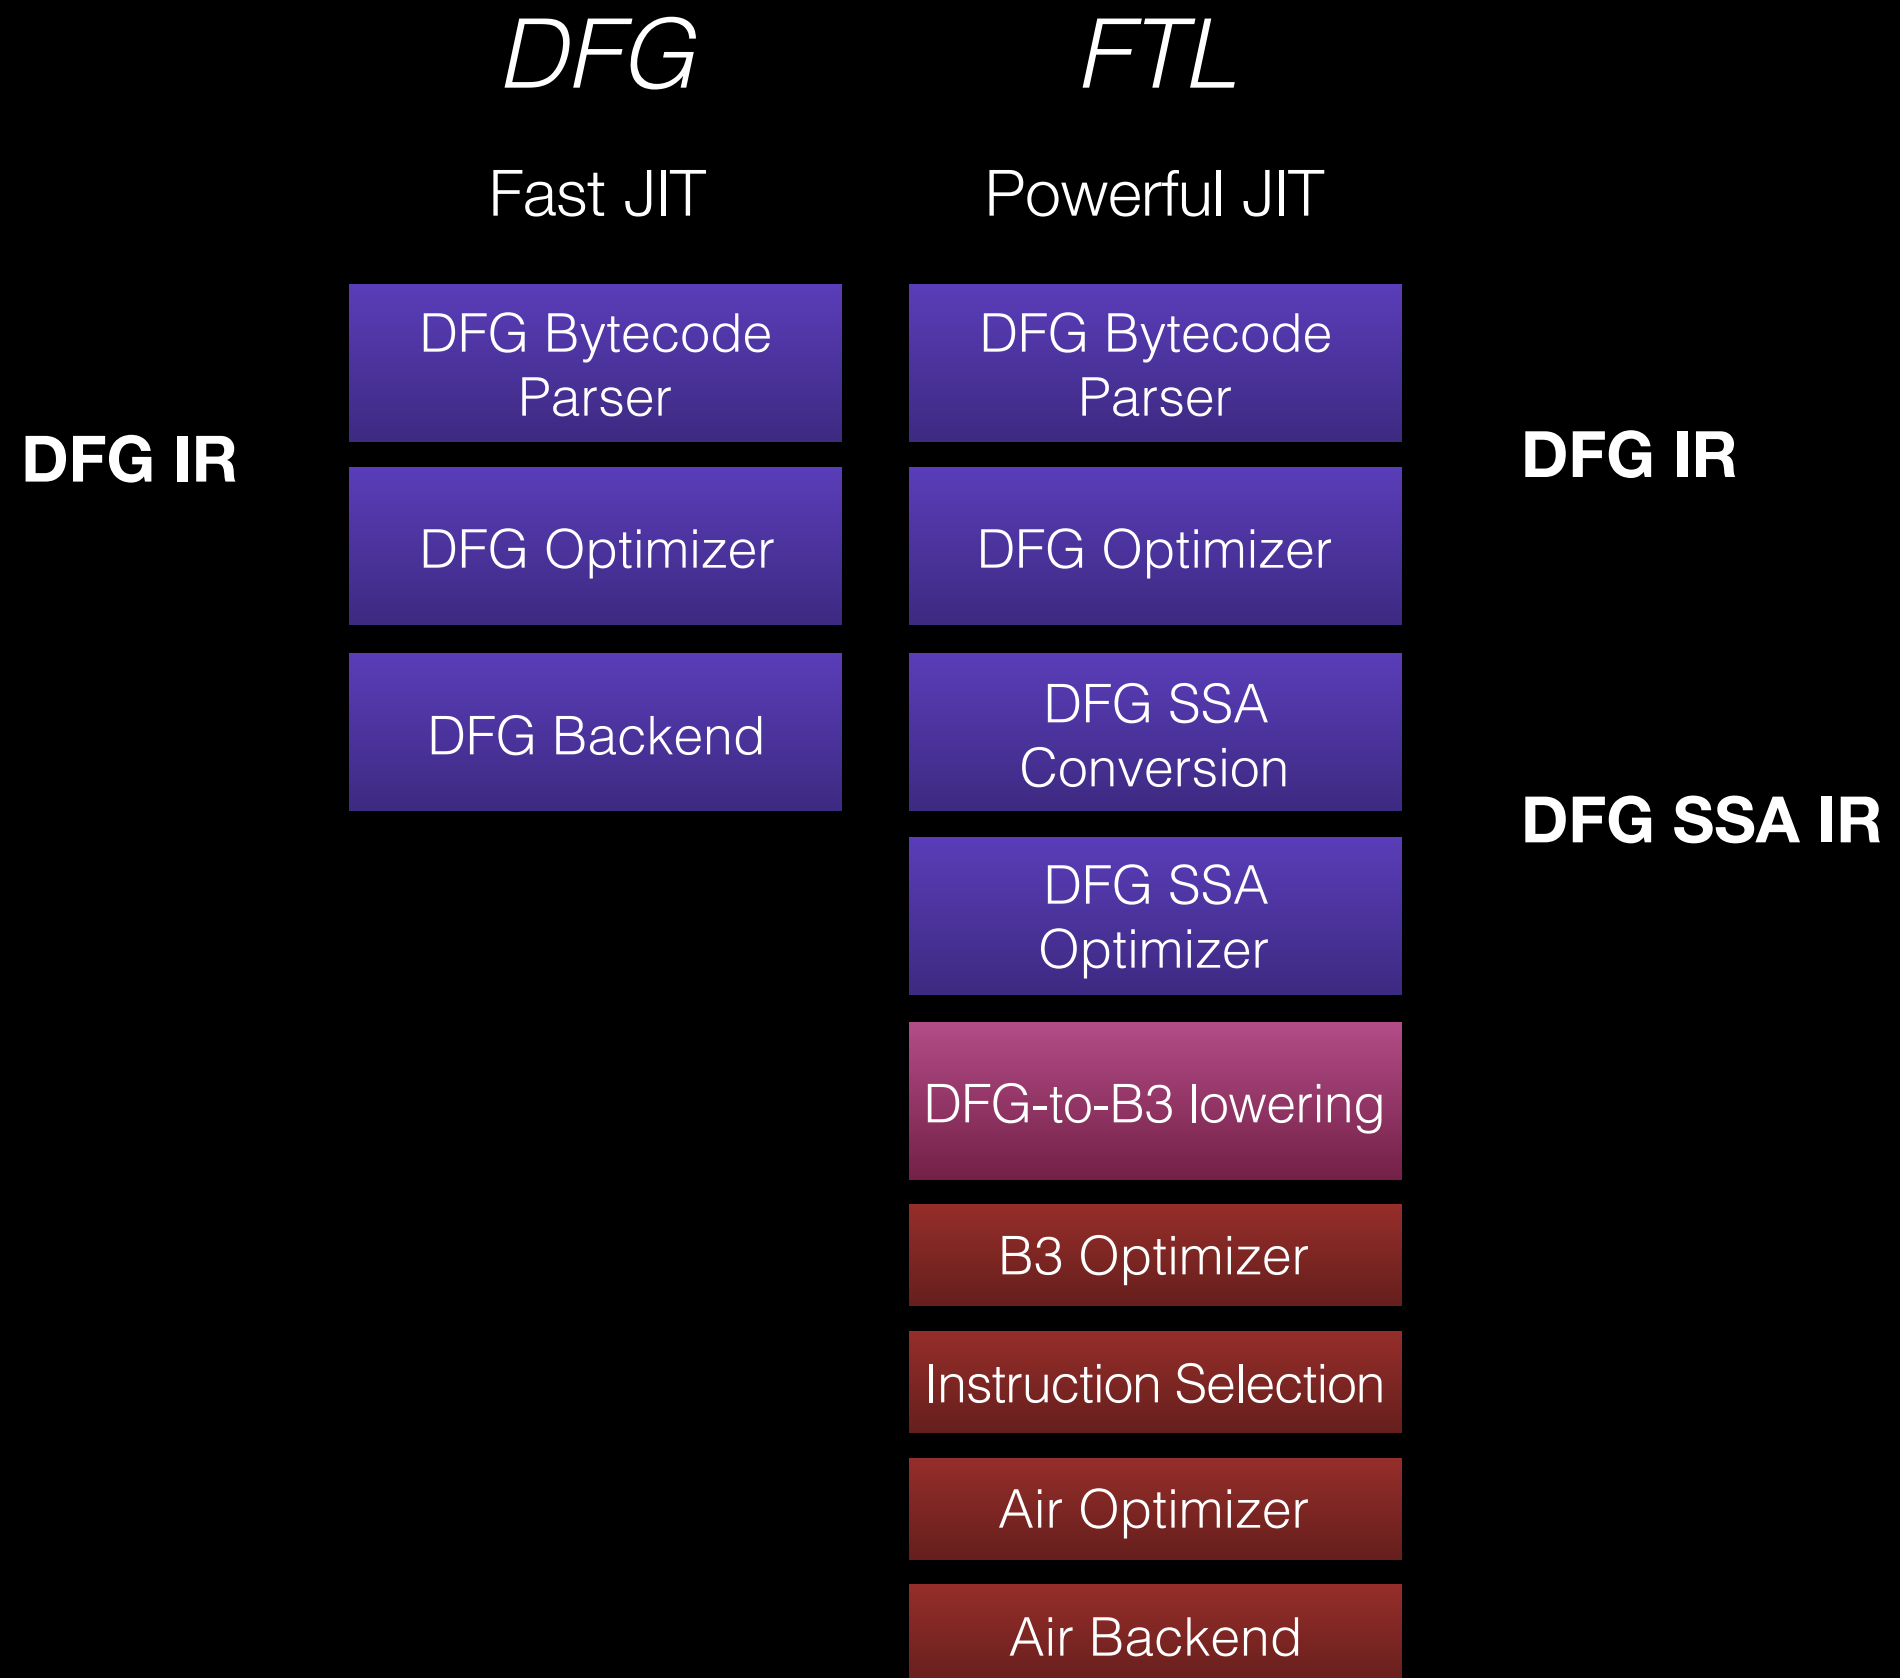 DFG
Fast JIT
DFG IR
DFG Bytecode
Parser
DFG Optimizer
DFG Backend
FTL
Powerful JIT
DFG Bytecode
Parser
DFG Optimizer
DFG SSA
Conversion
DFG SSA
Optimizer
DFG-to-B3 lowering
B3 Optimizer
Instruction Selection
Air Optimizer
Air Backend
DFG IR
DFG SSA IR